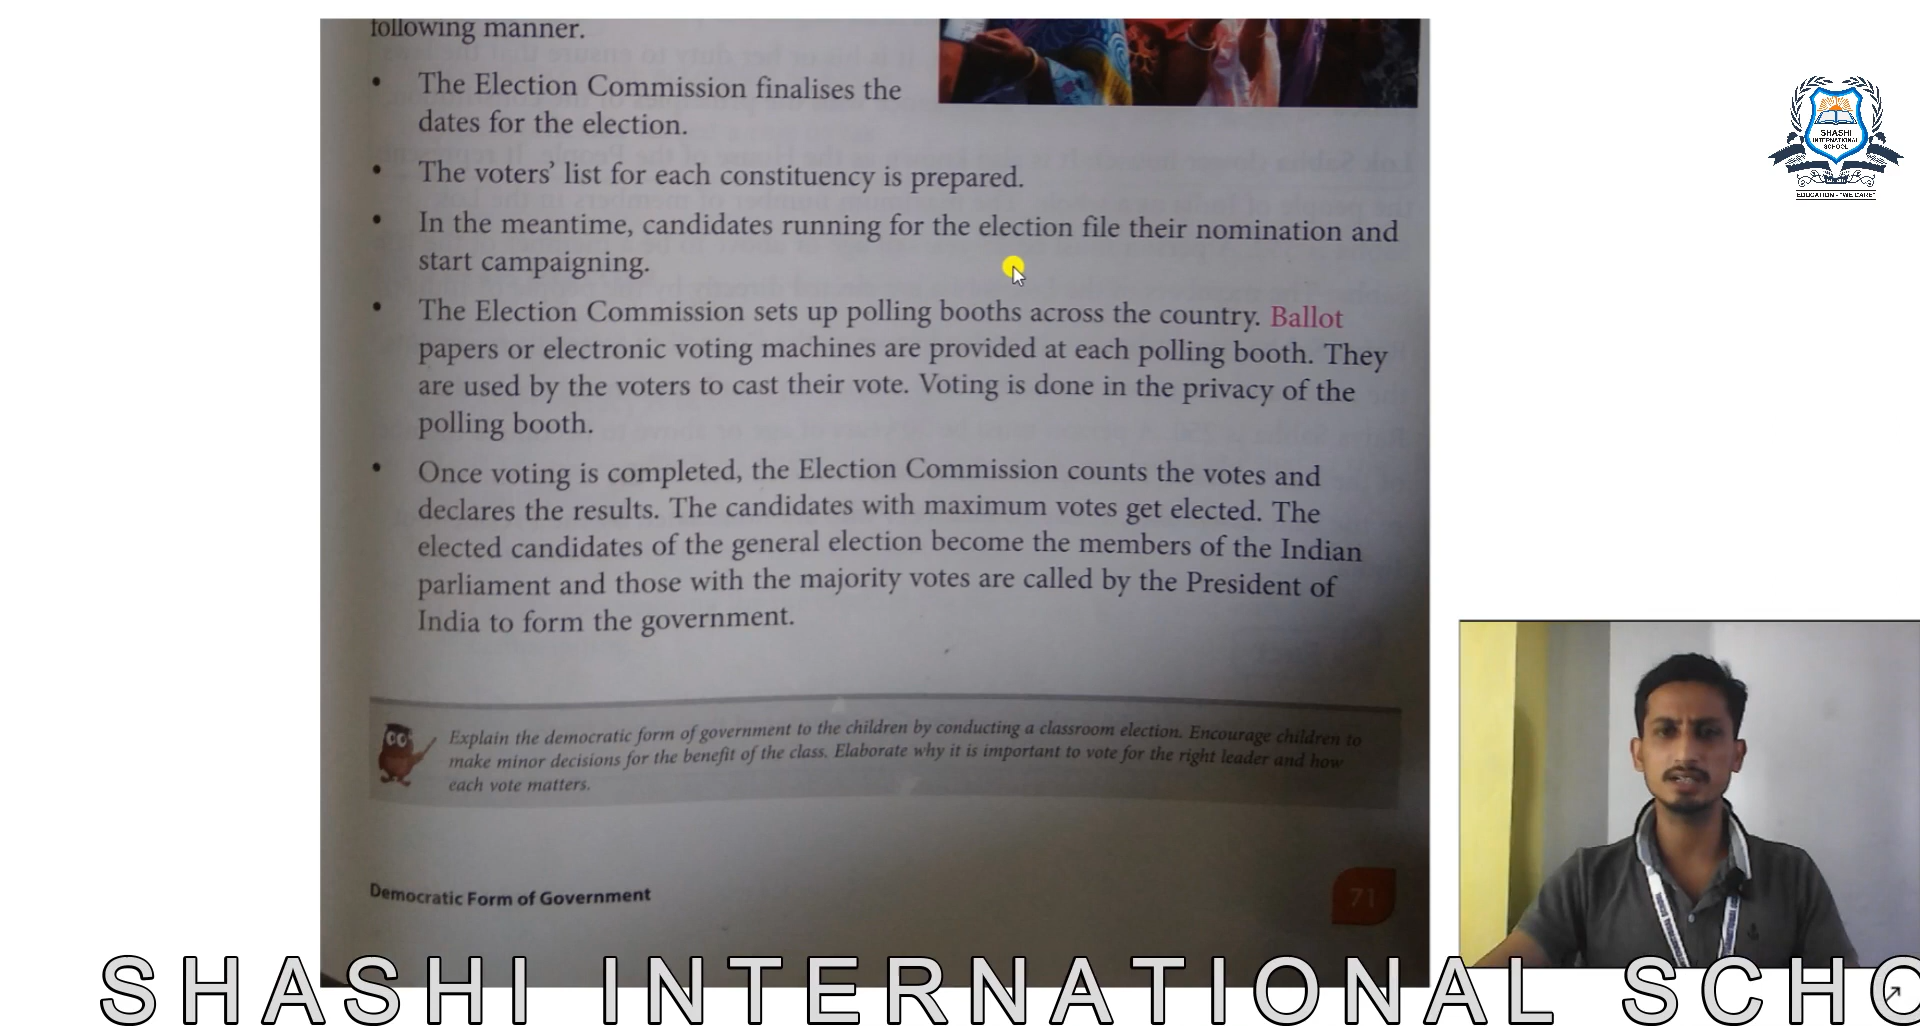 following manner.
• The Election Commission finalises the
dates for the election.
• The voters’ list for each constituency is prepared.
• In the meantime, candidates running for the election file their nomination and
start campaigning.
• The Election Commission sets up polling booths across the country. Ballot
papers or electronic voting machines are provided at each polling booth. They
are used by the voters to cast their vote. Voting is done in the privacy of the
polling booth.
• Once voting is completed, the Election Commission counts the votes and
declares the results. The candidates with maximum votes get elected. The
elected candidates of the general election become the members of the Indian
parliament and those with the majority votes are called by the President of
India to form the government.
Explain the democratic form of government to the children by conducting a classroom election. Encourage children to
make minor decisions for the benefit of the class. Elaborate why it is important to vote for the right leader and how
each vote matters.
Democratic Form of Government
71
SHASHI
INTERNATIONAL
SCHOOL
EDUCATION - "WE CARE"
SHASHI INTERNATIONAL SCHO